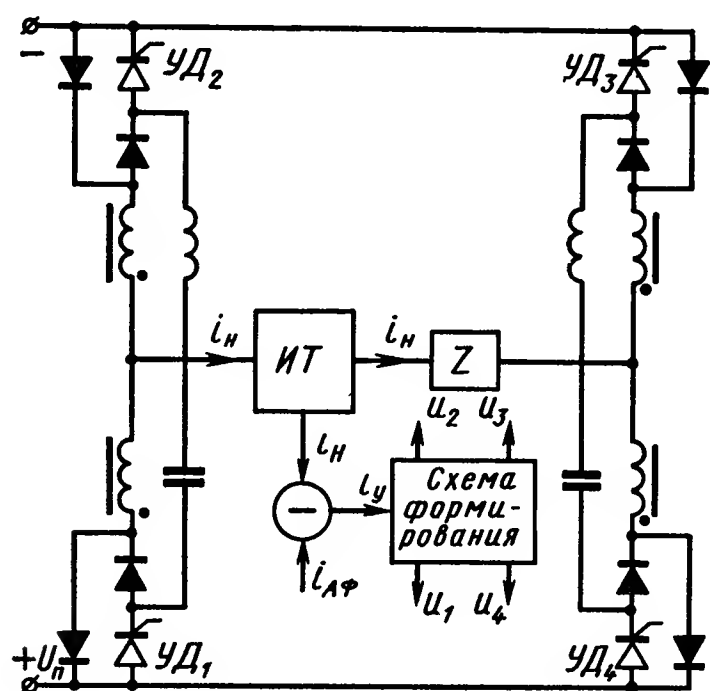 −
УД₂
УД₃
iн
ИТ
iн
Z
iн
U₂ U₃
−
iу
Схема
форми-
рования
iАФ
U₁ U₄
+Uп
УД₁
УД₄